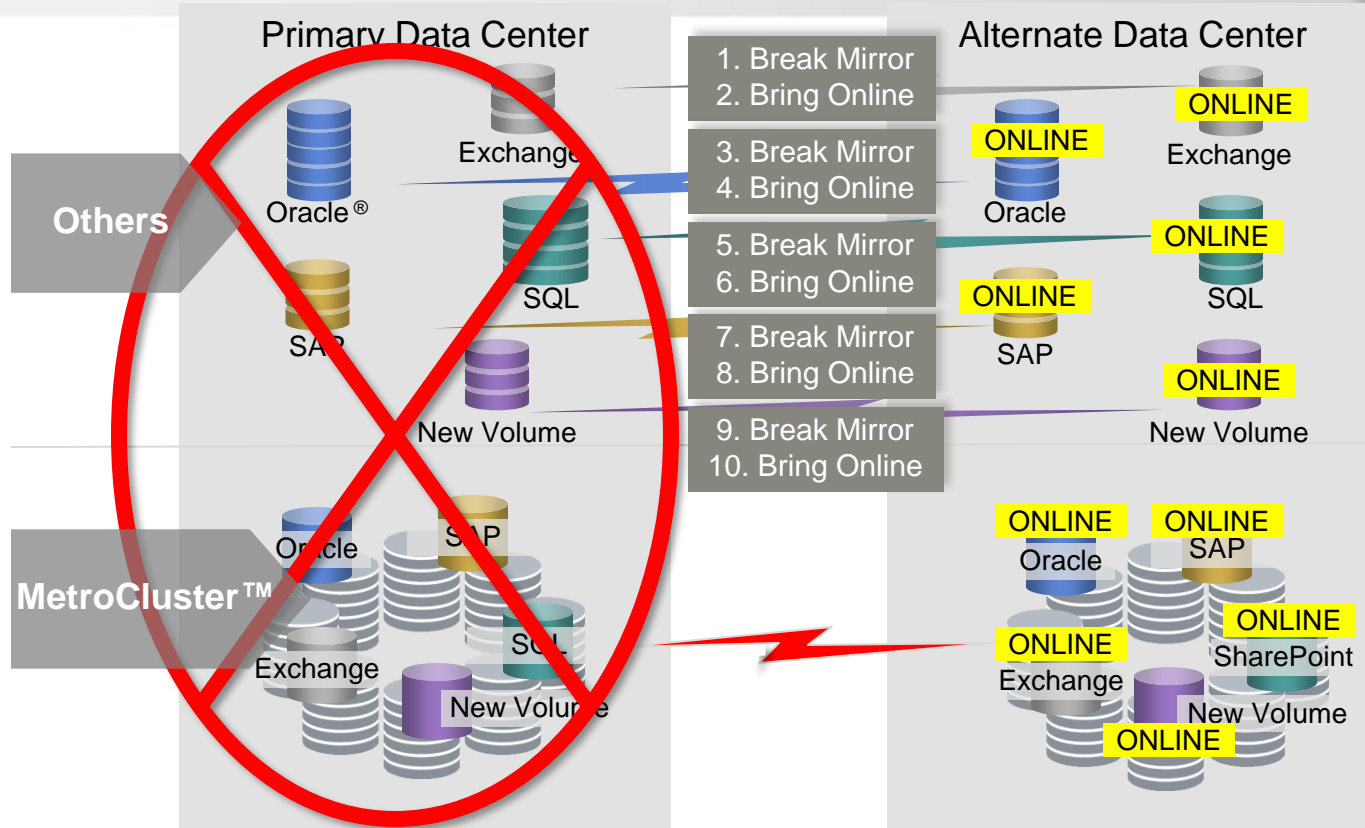 Primary Data Center
Alternate Data Center
Others
Exchange
Oracle®
SQL
SAP
New Volume
1. Break Mirror
2. Bring Online
3. Break Mirror
4. Bring Online
5. Break Mirror
6. Bring Online
7. Break Mirror
8. Bring Online
9. Break Mirror
10. Bring Online
ONLINE
Exchange
ONLINE
Oracle
ONLINE
SQL
ONLINE
SAP
ONLINE
New Volume
MetroCluster™
Oracle
SAP
SQL
Exchange
New Volume
ONLINE
Oracle
ONLINE
SAP
ONLINE
SharePoint
ONLINE
Exchange
New Volume
ONLINE